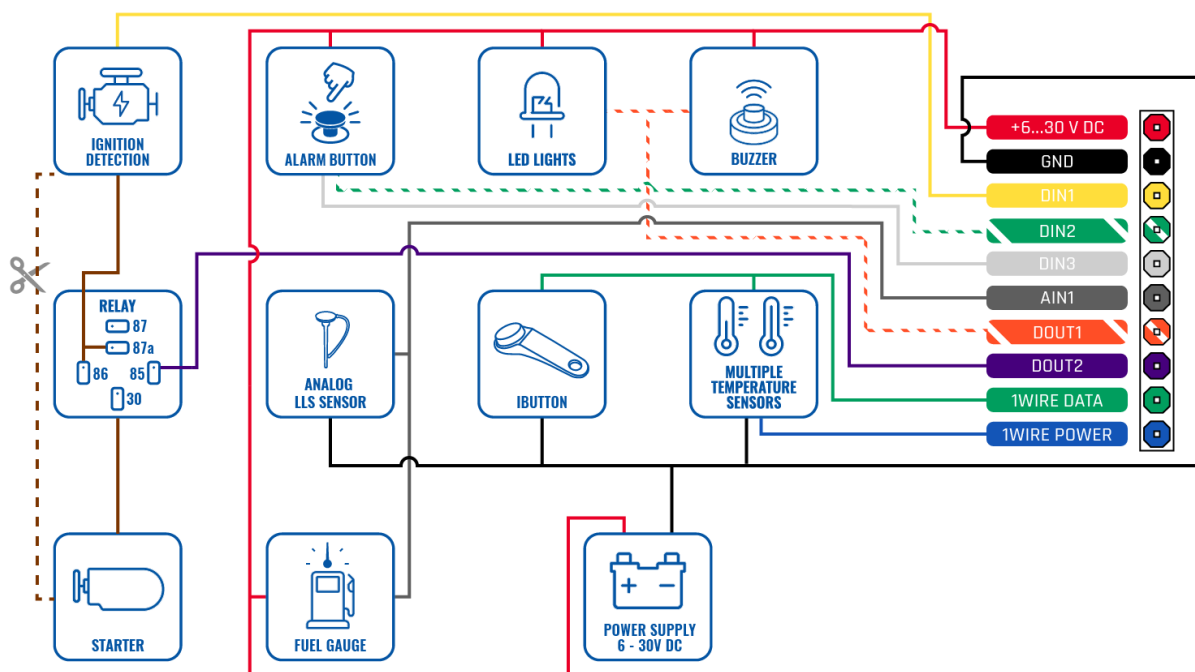 IGNITION
DETECTION
ALARM BUTTON
LED LIGHTS
BUZZER
+6...30 V DC
GND
DIN1
DIN2
DIN3
AIN1
DOUT1
DOUT2
1WIRE DATA
1WIRE POWER
RELAY
87
87a
86
85
30
ANALOG
LLS SENSOR
IBUTTON
MULTIPLE
TEMPERATURE
SENSORS
STARTER
FUEL GAUGE
+ −
POWER SUPPLY
6 - 30V DC